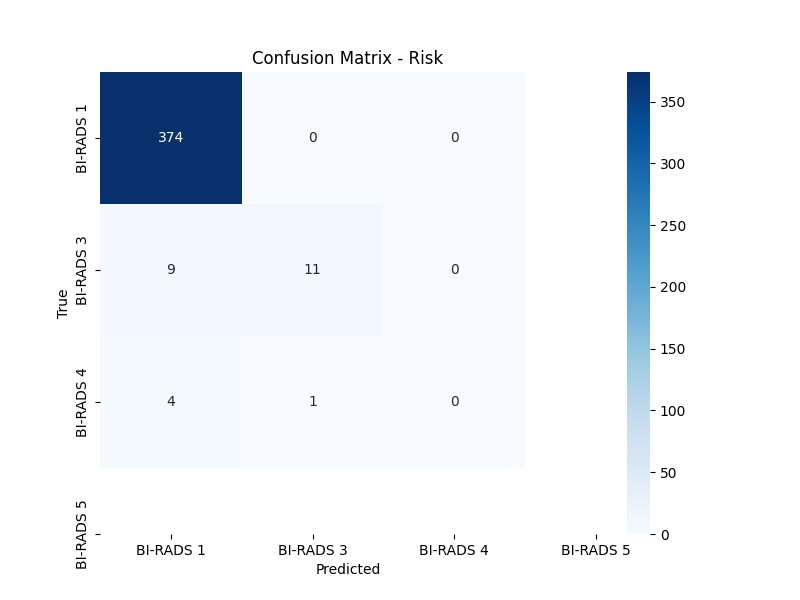 Confusion Matrix - Risk
True
BI-RADS 1
374
0
0
BI-RADS 3
9
11
0
BI-RADS 4
4
1
0
BI-RADS 5
BI-RADS 1
BI-RADS 3
BI-RADS 4
BI-RADS 5
Predicted
350
300
250
200
150
100
50
0